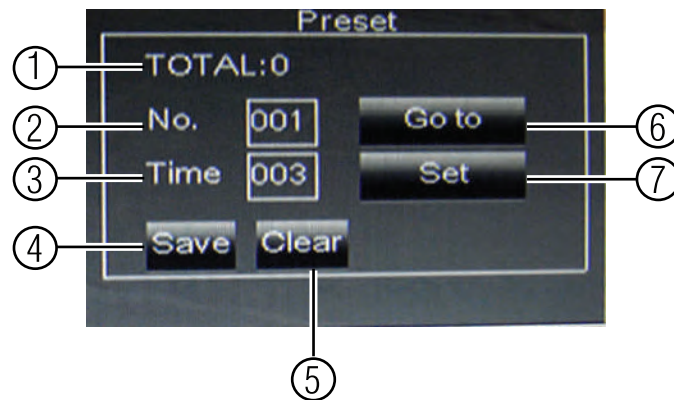 Preset
① TOTAL:0
② No. 001 Go to ⑥
③ Time 003 Set ⑦
④ Save Clear
⑤